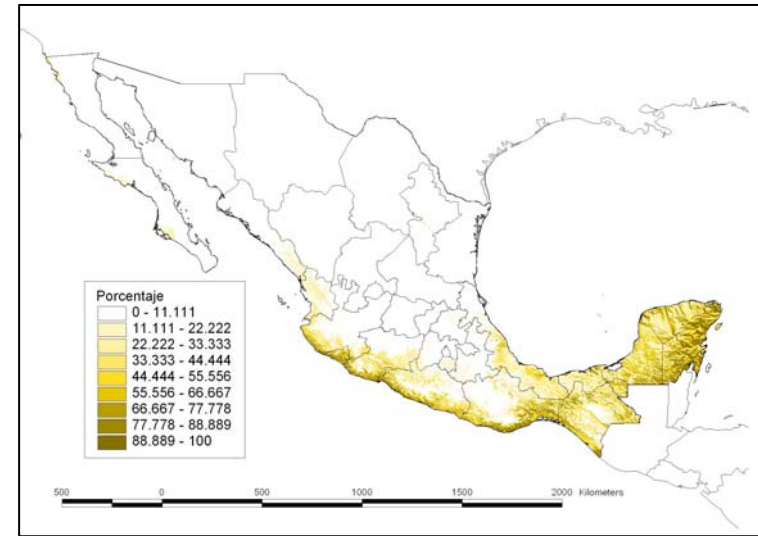 Porcentaje
0 - 11.111
11.111 - 22.222
22.222 - 33.333
33.333 - 44.444
44.444 - 55.556
55.556 - 66.667
66.667 - 77.778
77.778 - 88.889
88.889 - 100
500 0 500 1000 1500 2000 Kilometers